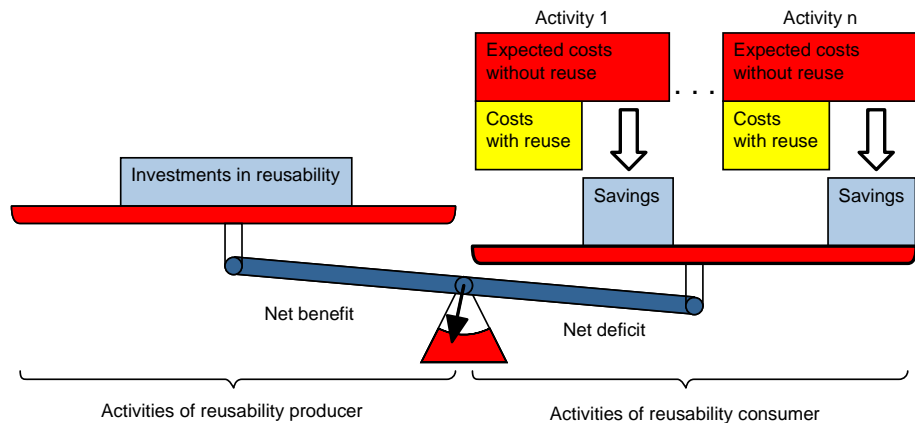 Activity 1
Activity n
Expected costs
without reuse
. . .
Expected costs
without reuse
Costs
with reuse
Costs
with reuse
Investments in reusability
Savings
Savings
Net benefit
Net deficit
Activities of reusability producer
Activities of reusability consumer